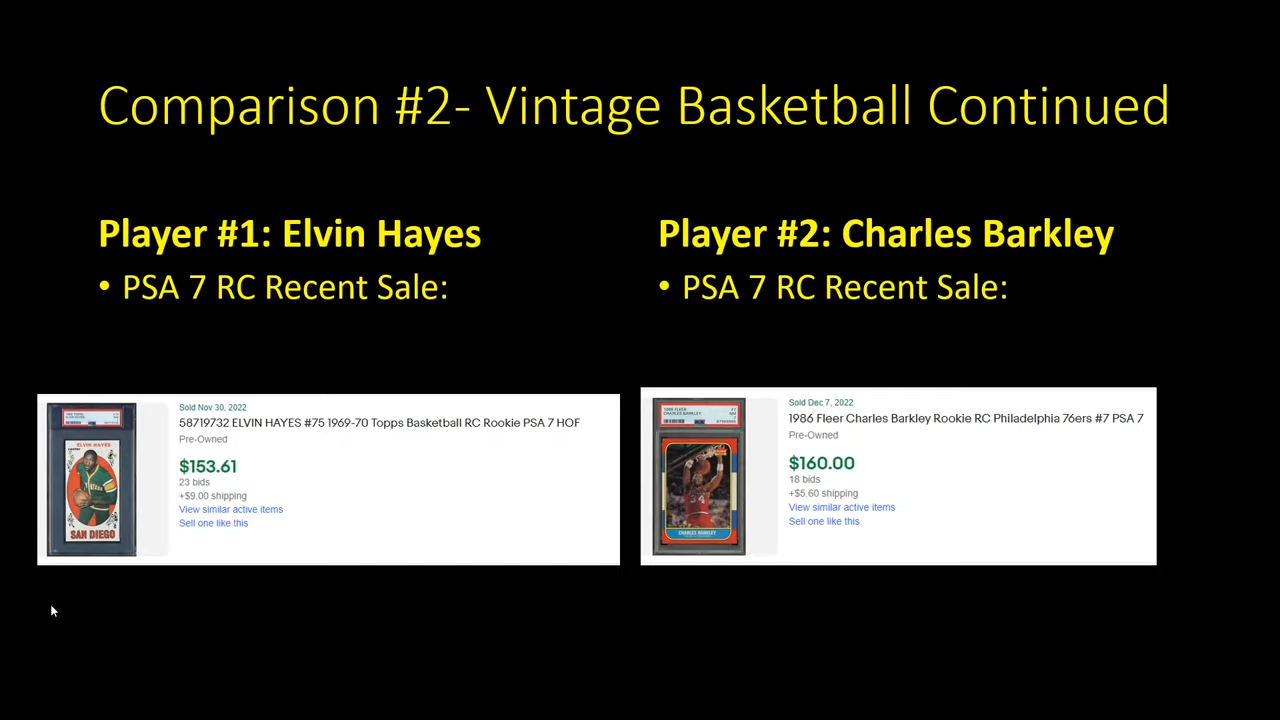 Comparison #2- Vintage Basketball Continued
Player #1: Elvin Hayes
• PSA 7 RC Recent Sale:
Sold Nov 30, 2022
58719732 ELVIN HAYES #75 1969-70 Topps Basketball RC Rookie PSA 7 HOF
Pre-Owned
$153.61
23 bids
+$9.00 shipping
View similar active items
Sell one like this
ELVIN HAYES
SAN DIEGO
Player #2: Charles Barkley
• PSA 7 RC Recent Sale:
Sold Dec 7, 2022
1986 Fleer Charles Barkley Rookie RC Philadelphia 76ers #7 PSA 7
Pre-Owned
$160.00
18 bids
+$5.60 shipping
View similar active items
Sell one like this
1986 FLEER
CHARLES BARKLEY
34
CHARLES BARKLEY